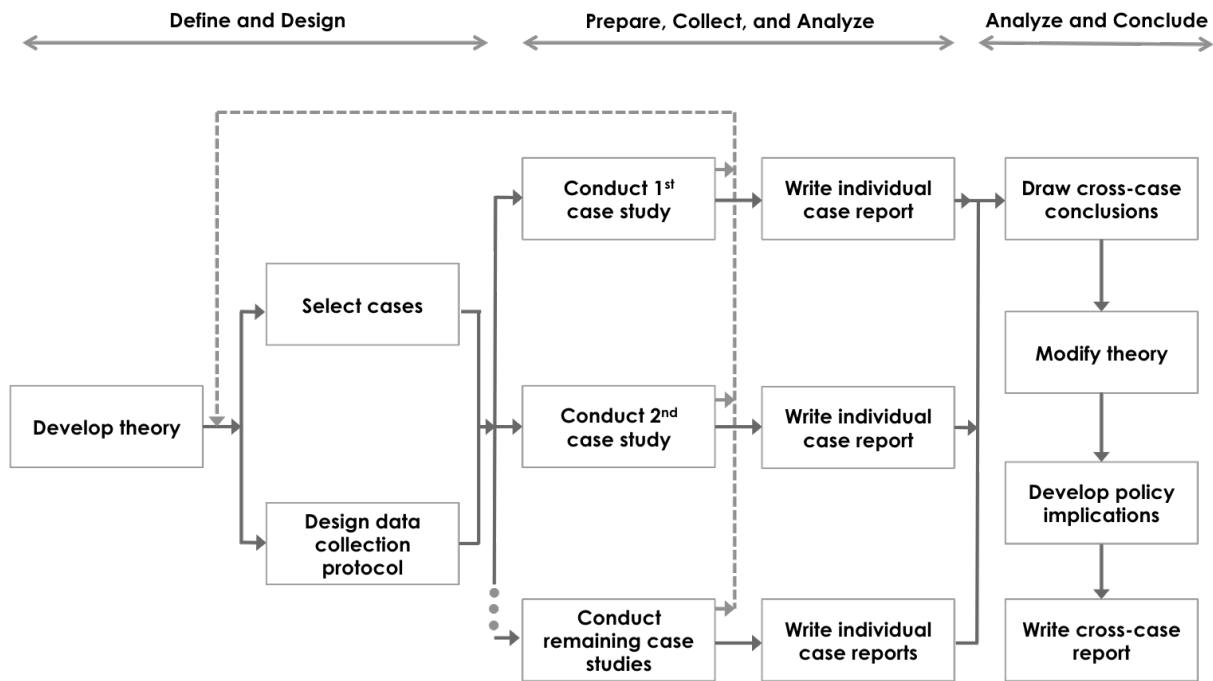 Define and Design
Prepare, Collect, and Analyze
Analyze and Conclude
Conduct 1st
case study
Write individual
case report
Draw cross-case
conclusions
Select cases
Modify theory
Develop theory
Conduct 2nd
case study
Write individual
case report
Design data
collection
protocol
Develop policy
implications
Conduct
remaining case
studies
Write individual
case reports
Write cross-case
report